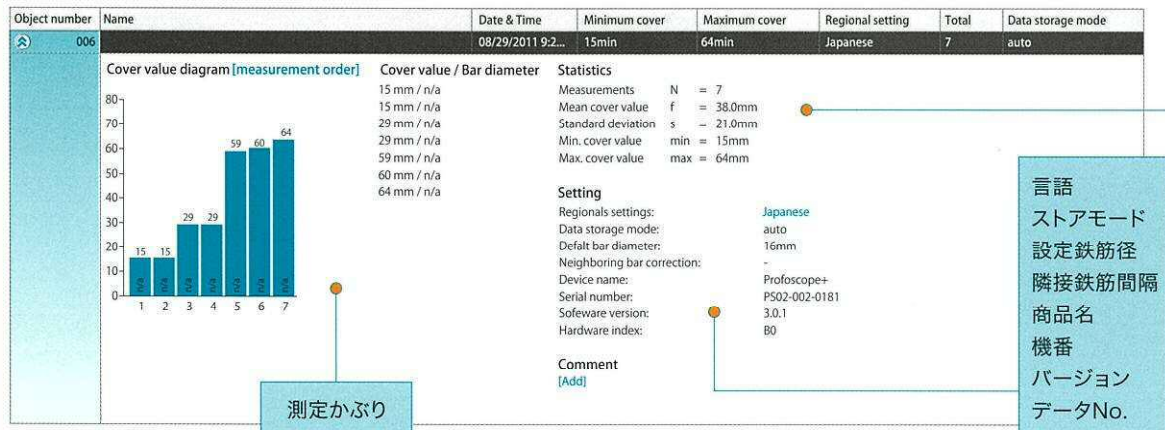 Object number Name Date & Time Minimum cover Maximum cover Regional setting Total Data storage mode
006 08/29/2011 9:2... 15min 64min Japanese 7 auto
Cover value diagram [measurement order]
80
70
60
50
40
30
20
10
0
15 15 29 29 59 60 64
n/a n/a n/a n/a n/a n/a n/a
1 2 3 4 5 6 7
測定かぶり
Cover value / Bar diameter
15 mm / n/a
15 mm / n/a
29 mm / n/a
29 mm / n/a
59 mm / n/a
60 mm / n/a
64 mm / n/a
Statistics
Measurements N = 7
Mean cover value f = 38.0mm
Standard deviation s – 21.0mm
Min. cover value min = 15mm
Max. cover value max = 64mm
Setting
Regionals settings: Japanese
Data storage mode: auto
Defalt bar diameter: 16mm
Neighboring bar correction: -
Device name: Profoscope+
Serial number: PS02-002-0181
Sofeware version: 3.0.1
Hardware index: B0
Comment
[Add]
言語
ストアモード
設定鉄筋径
隣接鉄筋間隔
商品名
機番
バージョン
データNo.